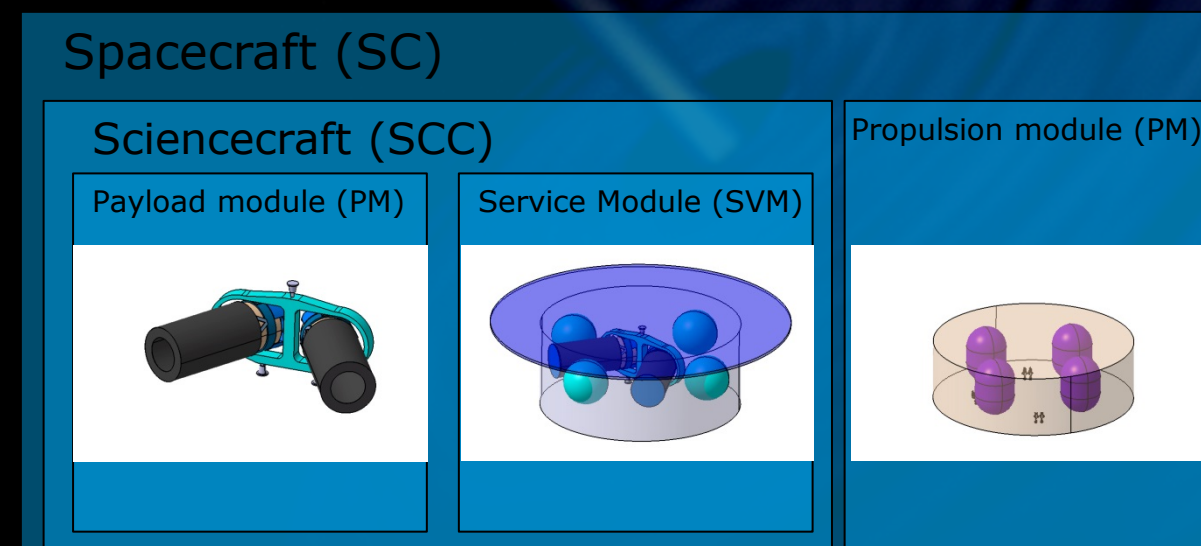 Spacecraft (SC)
Sciencecraft (SCC)
Propulsion module (PM)
Payload module (PM)
Service Module (SVM)